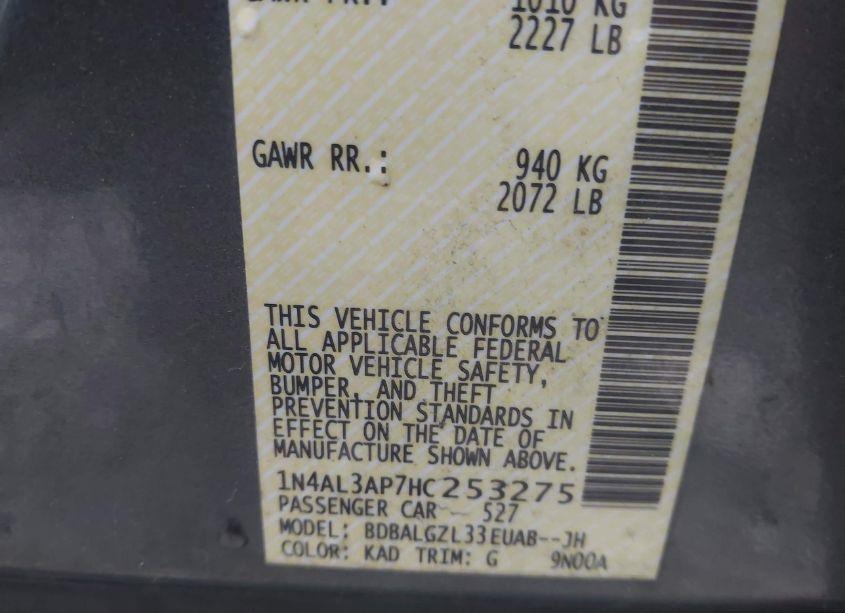 1010 KG
2227 LB
GAWR RR.: 940 KG
2072 LB
THIS VEHICLE CONFORMS TO
ALL APPLICABLE FEDERAL
MOTOR VEHICLE SAFETY,
BUMPER, AND THEFT
PREVENTION STANDARDS IN
EFFECT ON THE DATE OF
MANUFACTURE SHOWN ABOVE.
1N4AL3AP7HC253275
PASSENGER CAR 527
MODEL: BDBALGZL33EUAB--JH
COLOR: KAD TRIM: G 9N00A